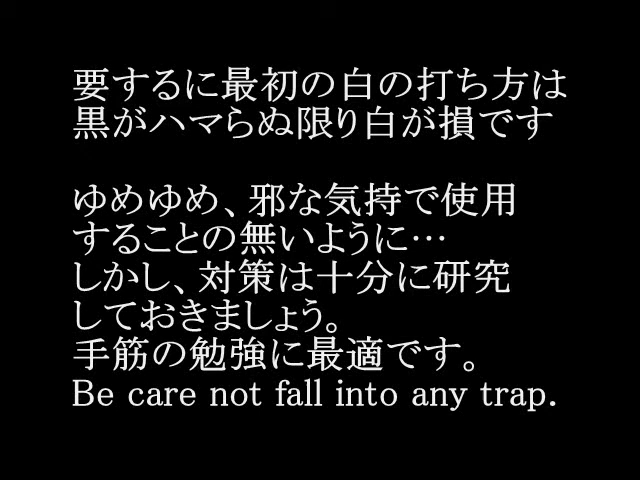 要するに最初の白の打ち方は
黒がハマらぬ限り白が損です
ゆめゆめ、邪な気持で使用
することの無いように…
しかし、対策は十分に研究
しておきましょう。
手筋の勉強に最適です。
Be care not fall into any trap.